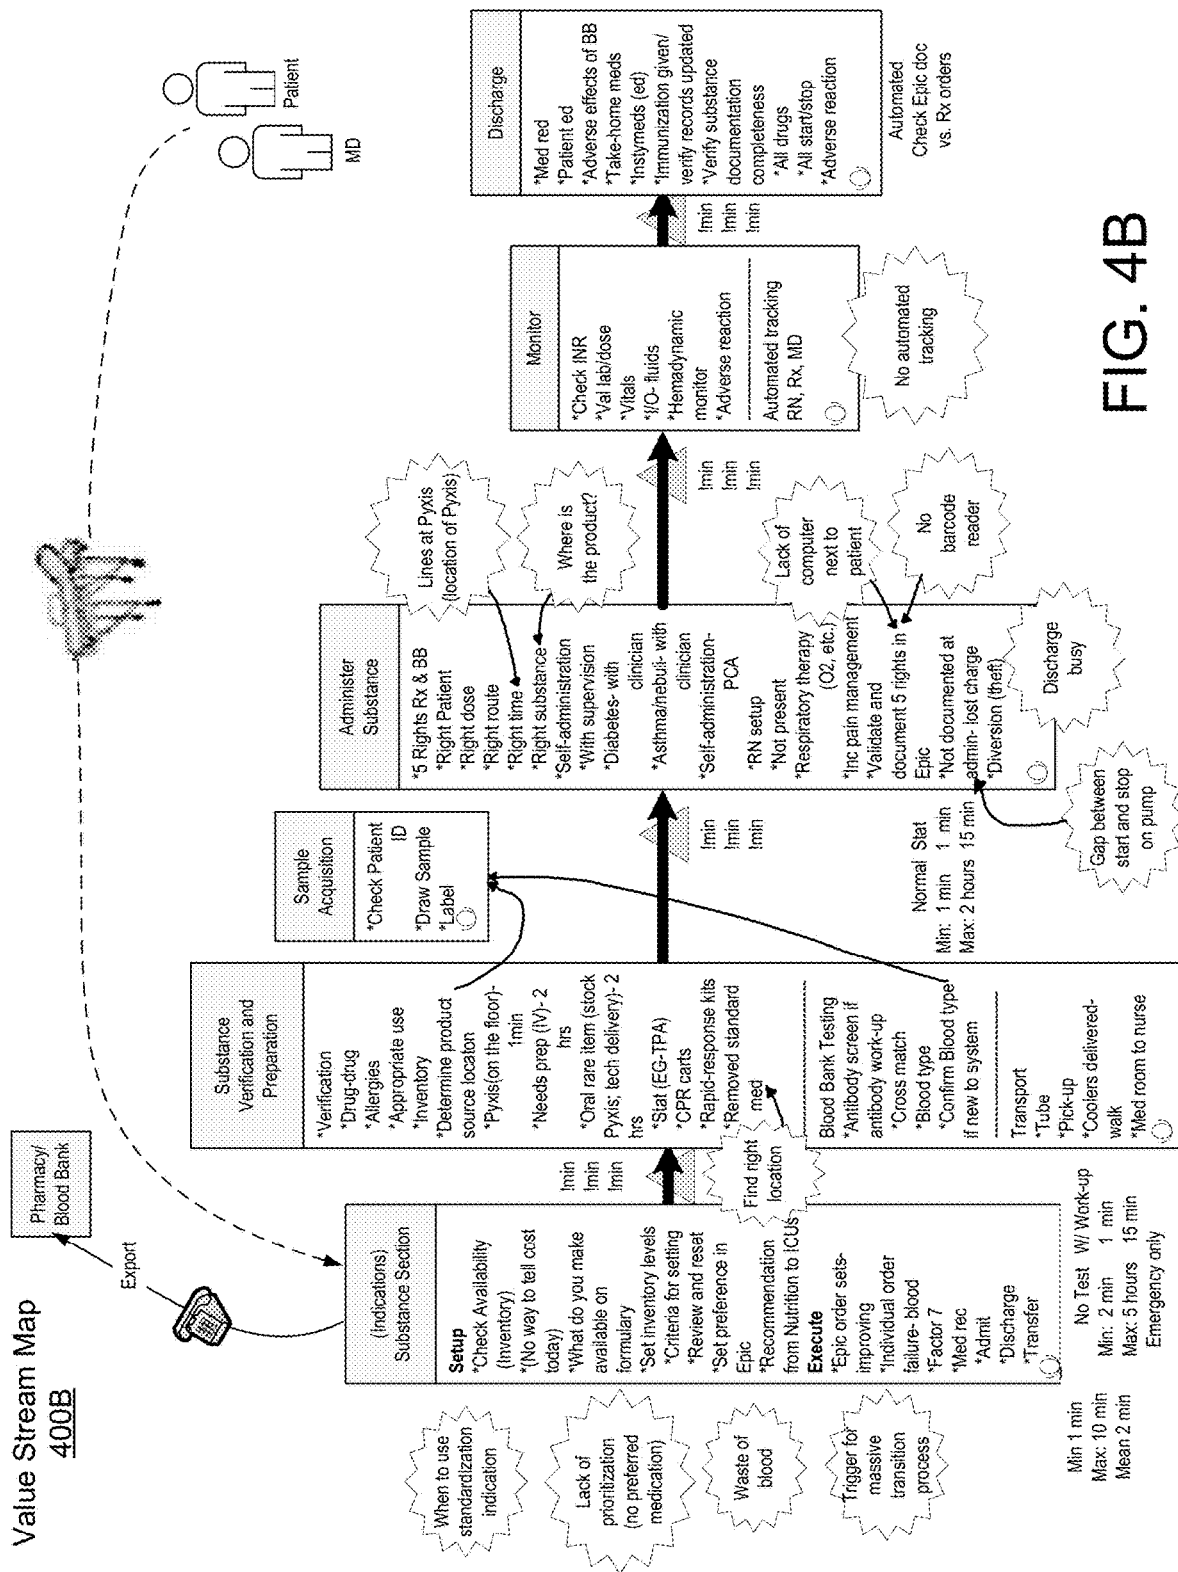 Value Stream Map
400B
Pharmacy/
Blood Bank
Export
MD
Patient
When to use
standardization
indication
Lack of
prioritization
(no preferred
medication)
Waste of
blood
Trigger for
massive
transition
process
(Indications)
Substance Section
Setup
*Check Availability
(Inventory)
*(No way to tell cost
today)
*What do you make
available on
formulary
*Set Inventory levels
*Criteria for setting
*Review and reset
*Set preference in
Epic
*Recommendation
from Nutrition to ICUs
Execute
*Epic order sets-
improving
*Individual order
failure- blood
*Factor 7
*Med rec
*Admit
*Discharge
*Transfer
Min 1 min
Max: 10 min
Mean 2 min
No Test W/ Work-up
Min: 2 min 1 min
Max: 5 hours 15 min
Emergency only
!min
!min
!min
Find right
location
Substance
Verification and
Preparation
*Verification
*Drug-drug
*Allergies
*Appropriate use
*Inventory
*Determine product
source locaton
*Pyxis(on the floor)-
1min
*Needs prep (IV)- 2
hrs
*Oral rare item (stock
Pyxis; tech delivery)- 2
hrs
*Stat (EG-TPA)
*CPR carts
*Rapid-response kits
*Removed standard
med
Blood Bank Testing
*Antibody screen if
antibody work-up
*Cross match
*Blood type
*Confirm Blood type
if new to system
Transport
*Tube
*Pick-up
*Coolers delivered-
walk
*Med room to nurse
Sample
Acquisition
*Check Patient
ID
*Draw Sample
*Label
!min
!min
!min
Normal Stat
Min: 1 min 1 min
Max: 2 hours 15 min
Administer
Substance
*5 Rights Rx & BB
*Right Patient
*Right dose
*Right route
*Right time
*Right substance
*Self-administration
*With supervision
*Diabetes- with
clinician
*Asthma/nebuli- with
clinician
*Self-administration-
PCA
*RN setup
*Not present
*Respiratory therapy
(O2, etc.)
*Inc pain management
*Validate and
document 5 rights in
Epic
*Not documented at
admin- lost charge
*Diversion (theft)
Gap between
start and stop
on pump
Discharge
busy
Lines at Pyxis
(location of Pyxis)
Where is
the product?
Lack of
computer
next to
patient
No
barcode
reader
!min
!min
!min
Monitor
*Check INR
*Val lab/dose
*Vitals
*I/O- fluids
*Hemadynamic
monitor
*Adverse reaction
Automated tracking
RN, Rx, MD
No automated
tracking
!min
!min
!min
Discharge
*Med red
*Patient ed
*Adverse effects of BB
*Take-home meds
*Instymeds (ed)
*Immunization given/
verify records updated
*Verify substance
documentation
completeness
*All drugs
*All start/stop
*Adverse reaction
Automated
Check Epic doc
vs. Rx orders
FIG. 4B